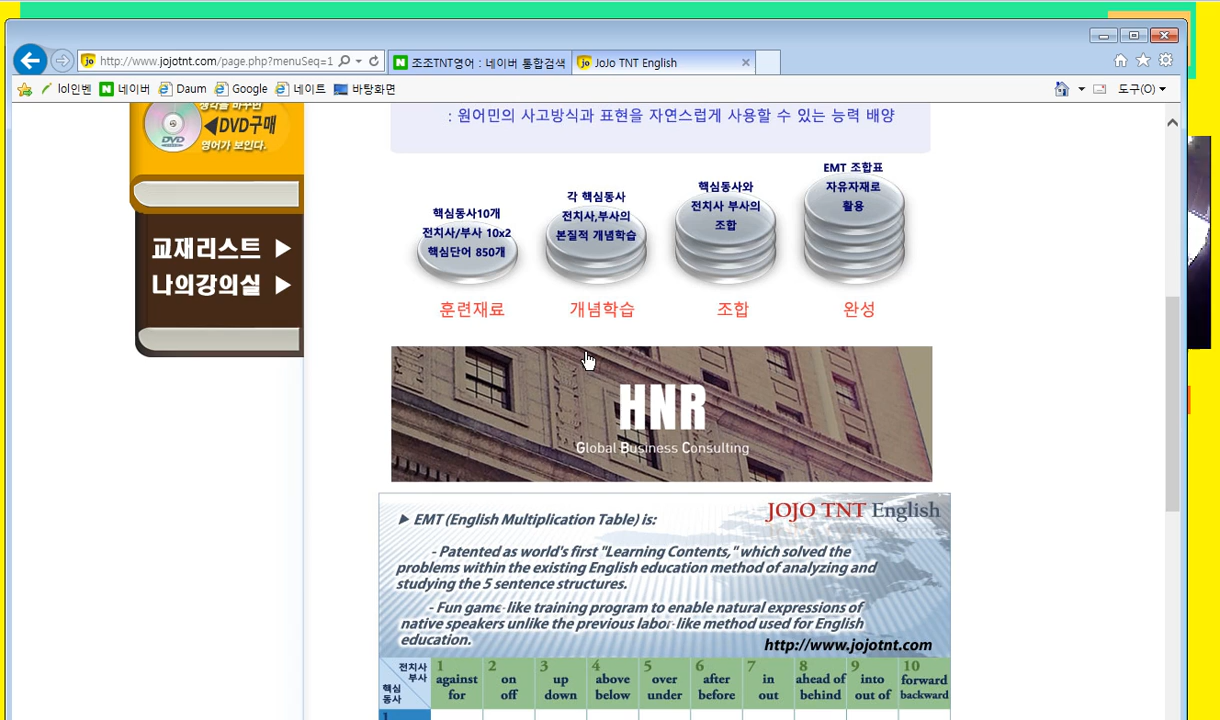 http://www.jojotnt.com/page.php?menuSeq=1
조조TNT영어 : 네이버 통합검색
JoJo TNT English
lol인벤
네이버
Daum
Google
네이트
바탕화면
도구(O)
생각을 바꾸면
DVD구매
영어가 보인다.
DVD
교재리스트 ▶
나의강의실 ▶
: 원어민의 사고방식과 표현을 자연스럽게 사용할 수 있는 능력 배양
핵심동사10개
전치사/부사 10x2
핵심단어 850개
훈련재료
각 핵심동사
전치사,부사의
본질적 개념학습
개념학습
핵심동사와
전치사 부사의
조합
조합
EMT 조합표
자유자재로
활용
완성
HNR
Global Business Consulting
JOJO TNT English
▶ EMT (English Multiplication Table) is:
- Patented as world's first "Learning Contents," which solved the
problems within the existing English education method of analyzing and
studying the 5 sentence structures.
- Fun game-like training program to enable natural expressions of
native speakers unlike the previous labor-like method used for English
education.
http://www.jojotnt.com
전치사
부사
핵심
동사
1 against for
2 on off
3 up down
4 above below
5 over under
6 after before
7 in out
8 ahead of behind
9 into out of
10 forward backward
1